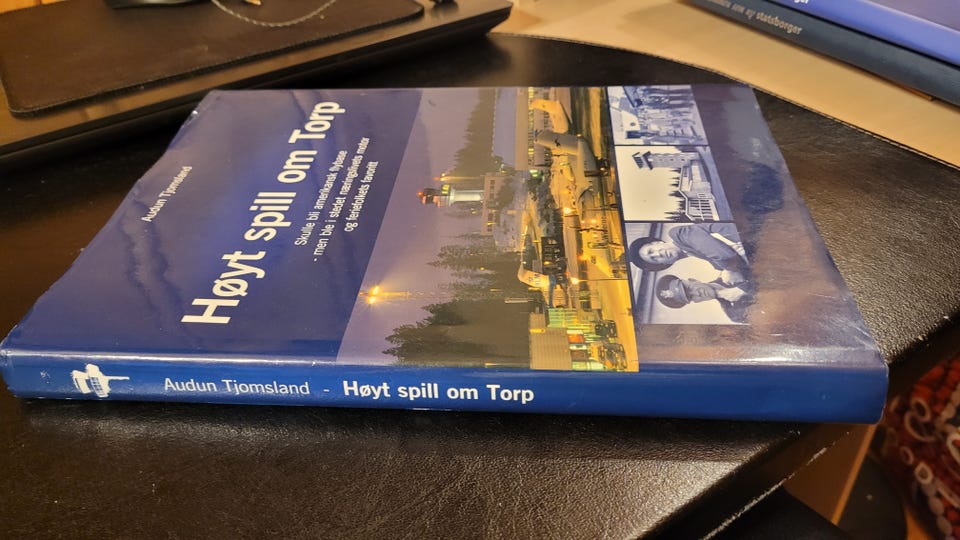 Audun Tjomsland
Høyt spill om Torp
Skulle bli amerikansk flybase
- men ble i stedet næringslivets motor
og feriefolkets favoritt
Audun Tjomsland - Høyt spill om Torp
statsborger